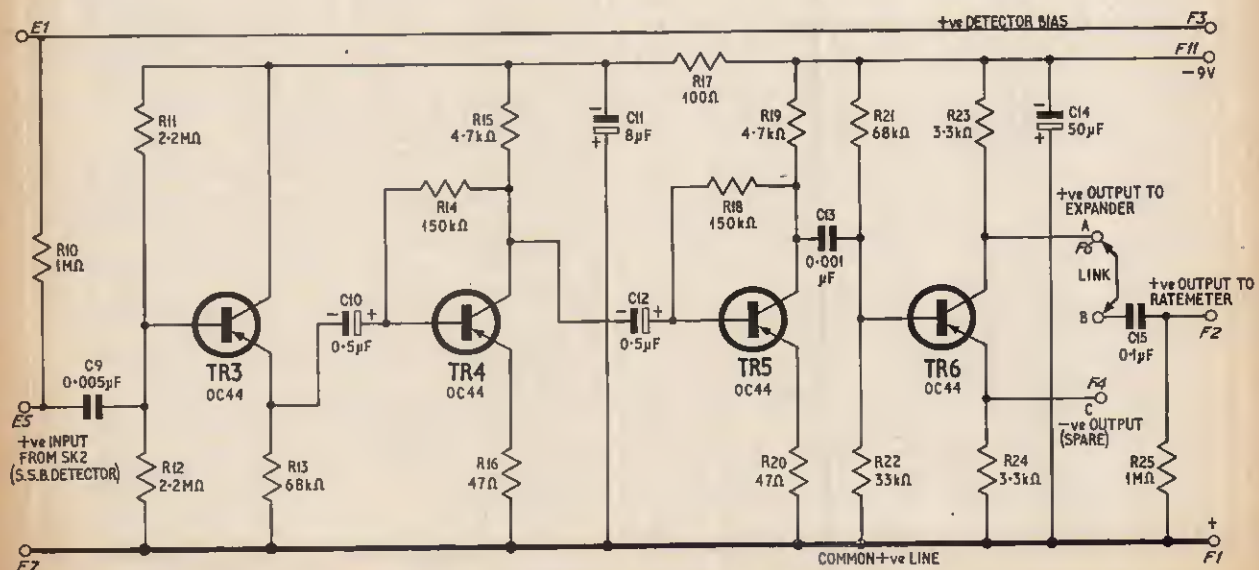 E1
+ve DETECTOR BIAS
F3
F11
-9V
R17
100Ω
R11
2·2MΩ
R15
4·7kΩ
-
C11
8μF
+
R19
4·7kΩ
R21
68kΩ
R23
3·3kΩ
-
C14
50μF
+
R14
150kΩ
R18
150kΩ
C13
0·001
μF
+ve OUTPUT TO
EXPANDER
A
F6
R10
1MΩ
LINK
+ve OUTPUT TO
RATEMETER
B
F2
C15
0·1μF
C10
- +
0·5μF
C12
- +
0·5μF
C9
0·005μF
TR3
OC44
TR4
OC44
TR5
OC44
TR6
OC44
F4
C
-ve OUTPUT
(SPARE)
E5
+ve INPUT
FROM SK2
(S.S.B.DETECTOR)
R12
2·2MΩ
R13
68kΩ
R16
47Ω
R20
47Ω
R22
33kΩ
R24
3·3kΩ
R25
1MΩ
+
F1
COMMON +ve LINE